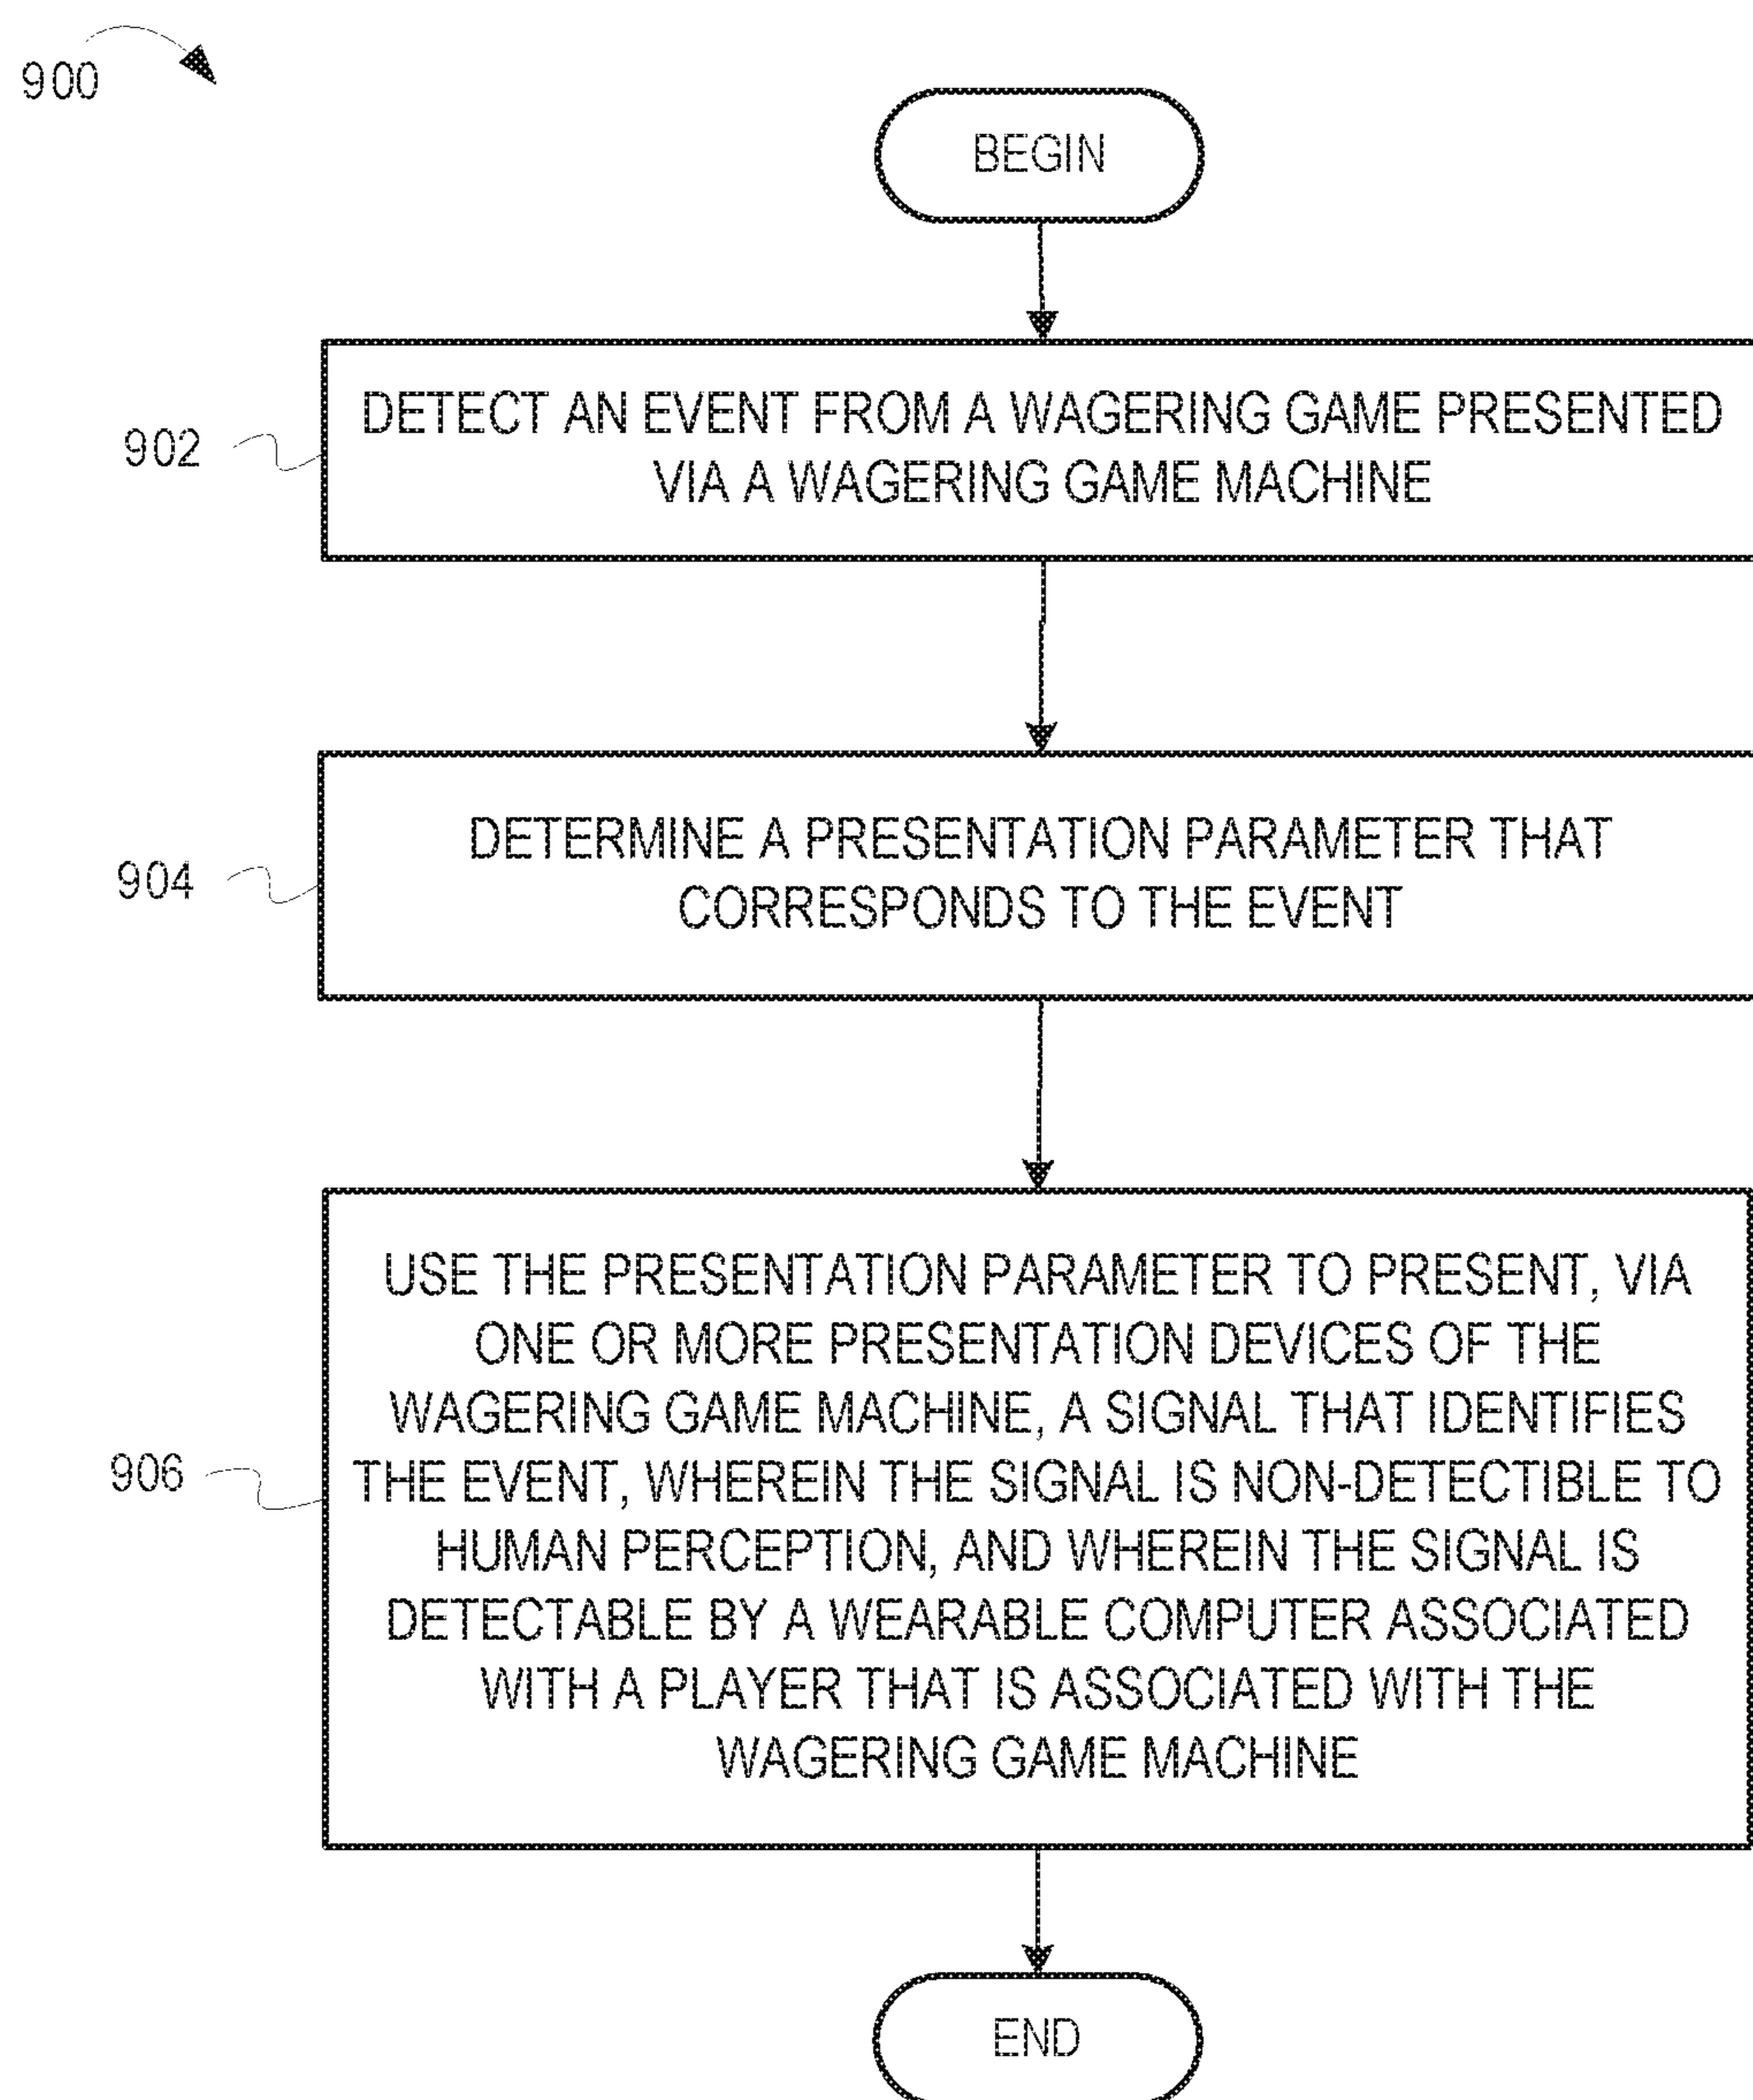 900
BEGIN
902
DETECT AN EVENT FROM A WAGERING GAME PRESENTED
VIA A WAGERING GAME MACHINE
904
DETERMINE A PRESENTATION PARAMETER THAT
CORRESPONDS TO THE EVENT
906
USE THE PRESENTATION PARAMETER TO PRESENT, VIA
ONE OR MORE PRESENTATION DEVICES OF THE
WAGERING GAME MACHINE, A SIGNAL THAT IDENTIFIES
THE EVENT, WHEREIN THE SIGNAL IS NON-DETECTIBLE TO
HUMAN PERCEPTION, AND WHEREIN THE SIGNAL IS
DETECTABLE BY A WEARABLE COMPUTER ASSOCIATED
WITH A PLAYER THAT IS ASSOCIATED WITH THE
WAGERING GAME MACHINE
END